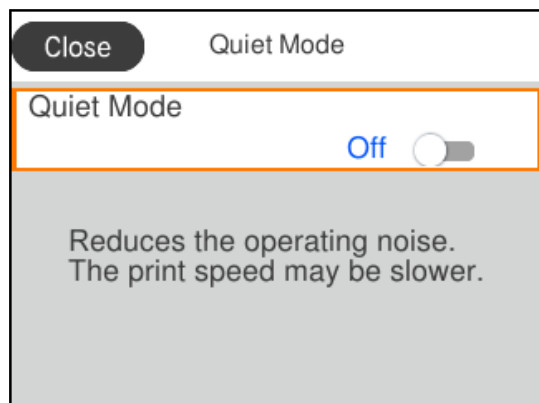 Close
Quiet Mode
Quiet Mode
Off
Reduces the operating noise.
The print speed may be slower.